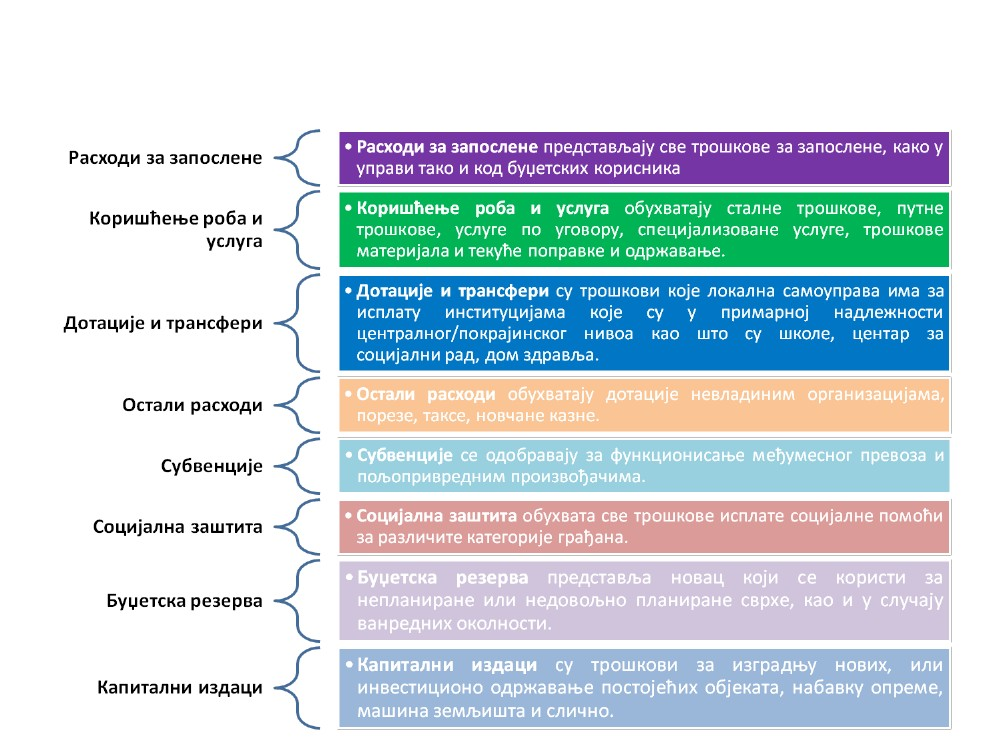 Расходи за запослене
• Расходи за запослене представљају све трошкове за запослене, како у
управи тако и код буџетских корисника
Коришћење роба и
услуга
• Коришћење роба и услуга обухватају сталне трошкове, путне
трошкове, услуге по уговору, специјализоване услуге, трошкове
материјала и текуће поправке и одржавање.
Дотације и трансфери
• Дотације и трансфери су трошкови које локална самоуправа има за
исплату институцијама које су у примарној надлежности
централног/покрајинског нивоа као што су школе, центар за
социјални рад, дом здравља.
Остали расходи
• Остали расходи обухватају дотације невладиним организацијама,
порезе, таксе, новчане казне.
Субвенције
• Субвенције се одобравају за функционисање међумесног превоза и
пољопривредним произвођачима.
Социјална заштита
• Социјална заштита обухвата све трошкове исплате социјалне помоћи
за различите категорије грађана.
Буџетска резерва
• Буџетска резерва представља новац који се користи за
непланиране или недовољно планиране сврхе, као и у случају
ванредних околности.
Капитални издаци
• Капитални издаци су трошкови за изградњу нових, или
инвестиционо одржавање постојећих објеката, набавку опреме,
машина земљишта и слично.